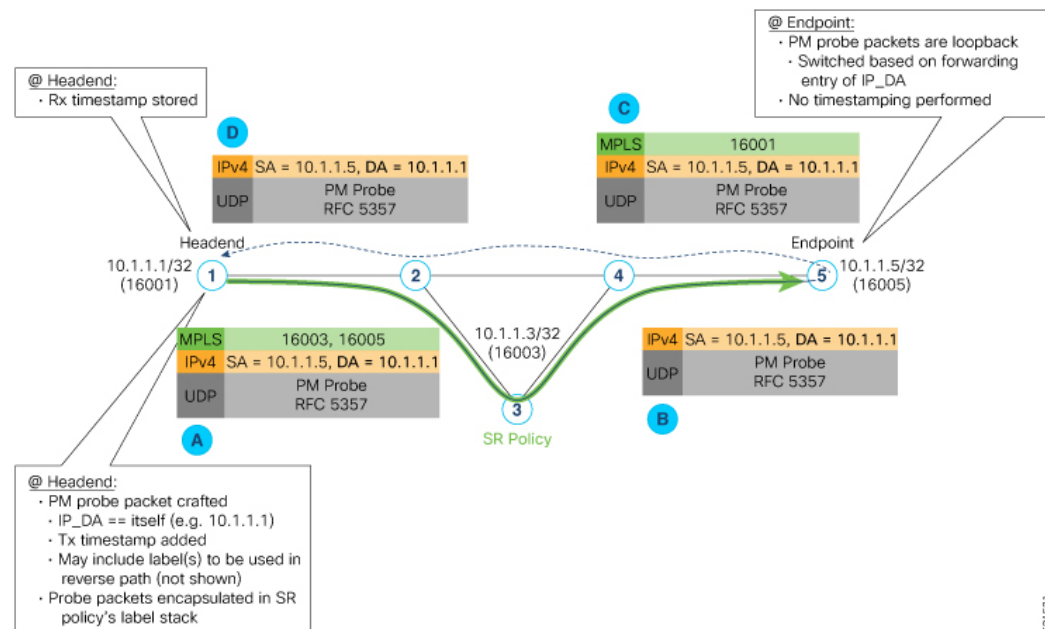 @ Endpoint:
· PM probe packets are loopback
· Switched based on forwarding
entry of IP_DA
· No timestamping performed
@ Headend:
· Rx timestamp stored
D
IPv4 SA = 10.1.1.5, DA = 10.1.1.1
UDP
PM Probe
RFC 5357
C
MPLS 16001
IPv4 SA = 10.1.1.5, DA = 10.1.1.1
UDP
PM Probe
RFC 5357
Headend
10.1.1.1/32
(16001)
1
2
4
Endpoint
5
10.1.1.5/32
(16005)
10.1.1.3/32
(16003)
3
SR Policy
MPLS 16003, 16005
IPv4 SA = 10.1.1.5, DA = 10.1.1.1
UDP
PM Probe
RFC 5357
A
IPv4 SA = 10.1.1.5, DA = 10.1.1.1
UDP
PM Probe
RFC 5357
B
@ Headend:
· PM probe packet crafted
· IP_DA == itself (e.g. 10.1.1.1)
· Tx timestamp added
· May include label(s) to be used in
reverse path (not shown)
· Probe packets encapsulated in SR
policy's label stack